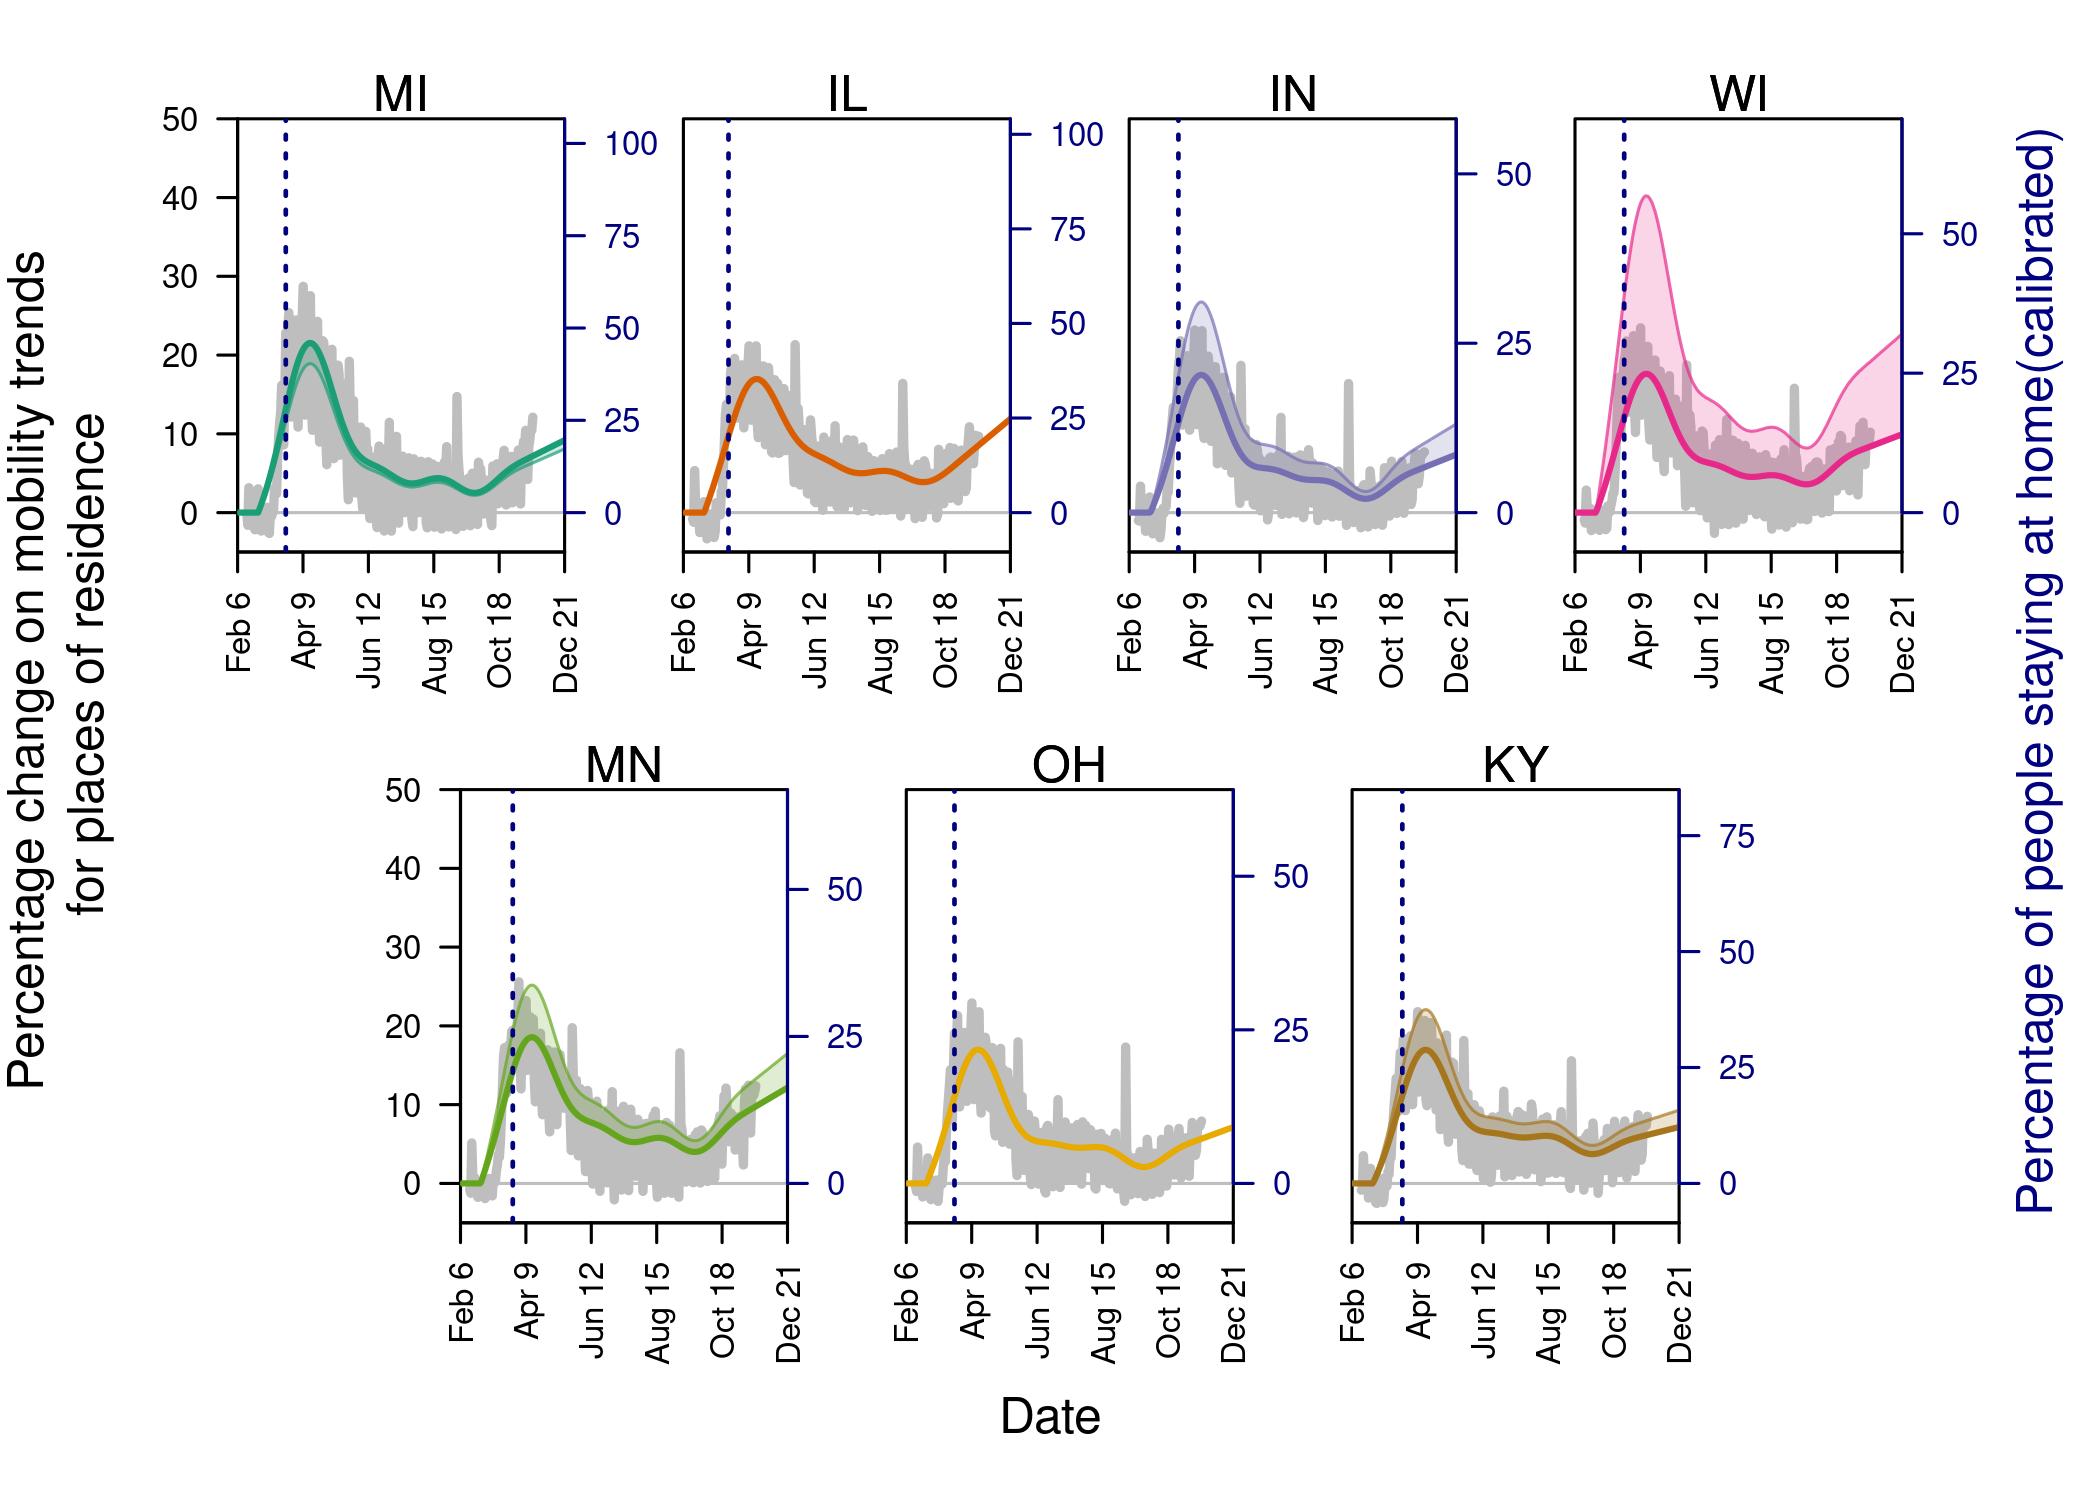 MI
IL
IN
WI
50
40
30
20
10
0
100
75
50
25
0
100
75
50
25
0
50
25
0
50
25
0
Feb 6
Apr 9
Jun 12
Aug 15
Oct 18
Dec 21
Feb 6
Apr 9
Jun 12
Aug 15
Oct 18
Dec 21
Feb 6
Apr 9
Jun 12
Aug 15
Oct 18
Dec 21
Feb 6
Apr 9
Jun 12
Aug 15
Oct 18
Dec 21
Percentage change on mobility trends
for places of residence
Percentage of people staying at home(calibrated)
MN
OH
KY
50
40
30
20
10
0
50
25
0
50
25
0
75
50
25
0
Feb 6
Apr 9
Jun 12
Aug 15
Oct 18
Dec 21
Feb 6
Apr 9
Jun 12
Aug 15
Oct 18
Dec 21
Feb 6
Apr 9
Jun 12
Aug 15
Oct 18
Dec 21
Date